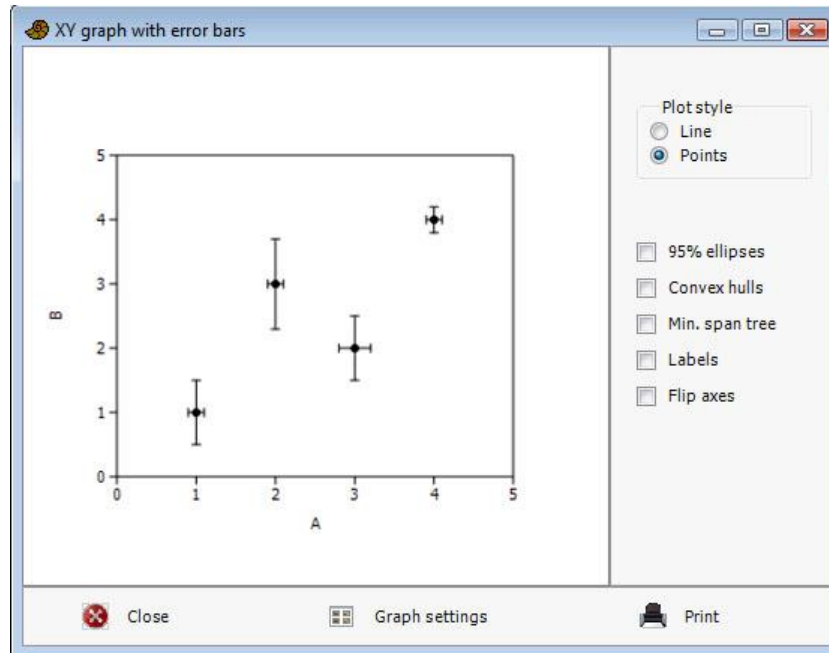 XY graph with error bars
Plot style
Line
Points
5
4
3
2
1
0
B
0 1 2 3 4 5
A
95% ellipses
Convex hulls
Min. span tree
Labels
Flip axes
Close Graph settings Print